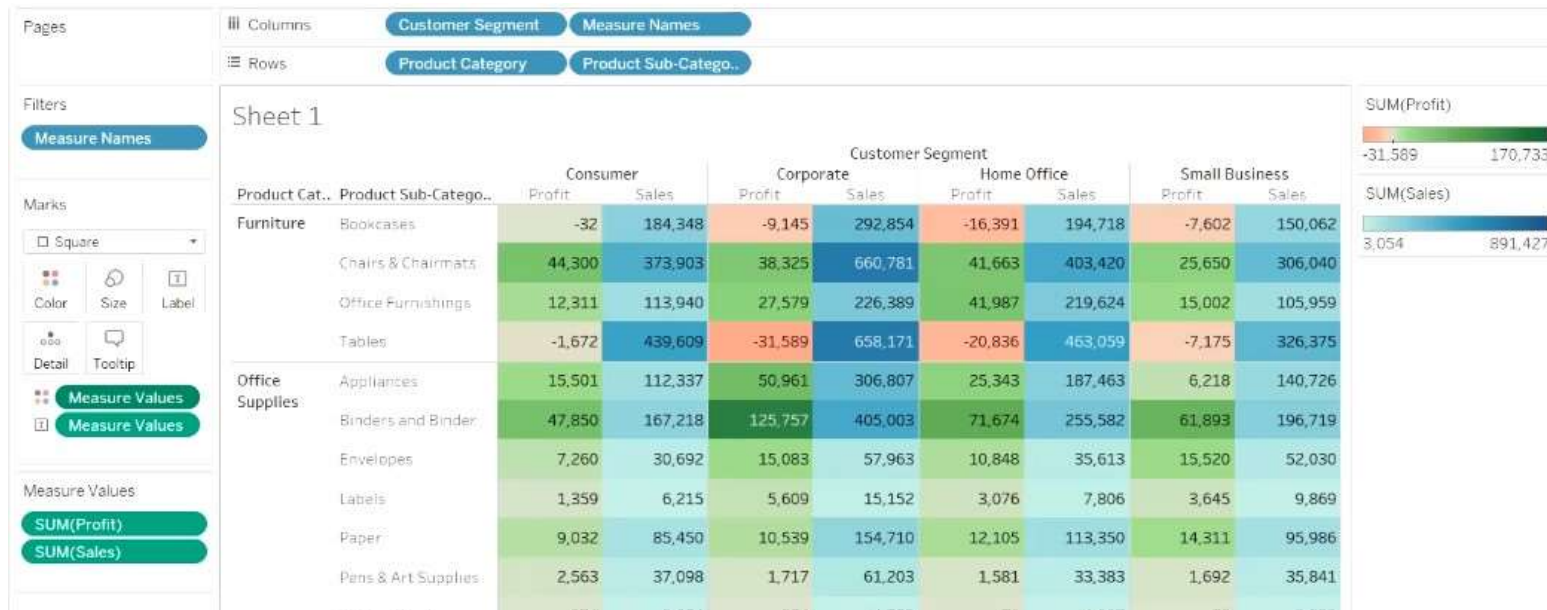 Pages
Columns Customer Segment Measure Names
Rows Product Category Product Sub-Catego..
Filters
Measure Names
Marks
Square
Color Size Label
Detail Tooltip
Measure Values
Measure Values
Measure Values
SUM(Profit)
SUM(Sales)
Sheet 1
Customer Segment
Consumer Corporate Home Office Small Business
Product Cat.. Product Sub-Catego.. Profit Sales Profit Sales Profit Sales Profit Sales
Furniture Bookcases -32 184,348 -9,145 292,854 -16,391 194,718 -7,602 150,062
Chairs & Chairmats 44,300 373,903 38,325 660,781 41,663 403,420 25,650 306,040
Office Furnishings 12,311 113,940 27,579 226,389 41,987 219,624 15,002 105,959
Tables -1,672 439,609 -31,589 658,171 -20,836 463,059 -7,175 326,375
Office Supplies Appliances 15,501 112,337 50,961 306,807 25,343 187,463 6,218 140,726
Binders and Binder 47,850 167,218 125,757 405,003 71,674 255,582 61,893 196,719
Envelopes 7,260 30,692 15,083 57,963 10,848 35,613 15,520 52,030
Labels 1,359 6,215 5,609 15,152 3,076 7,806 3,645 9,869
Paper 9,032 85,450 10,539 154,710 12,105 113,350 14,311 95,986
Pens & Art Supplies 2,563 37,098 1,717 61,203 1,581 33,383 1,692 35,841
SUM(Profit)
-31,589 170,733
SUM(Sales)
3,054 891,427